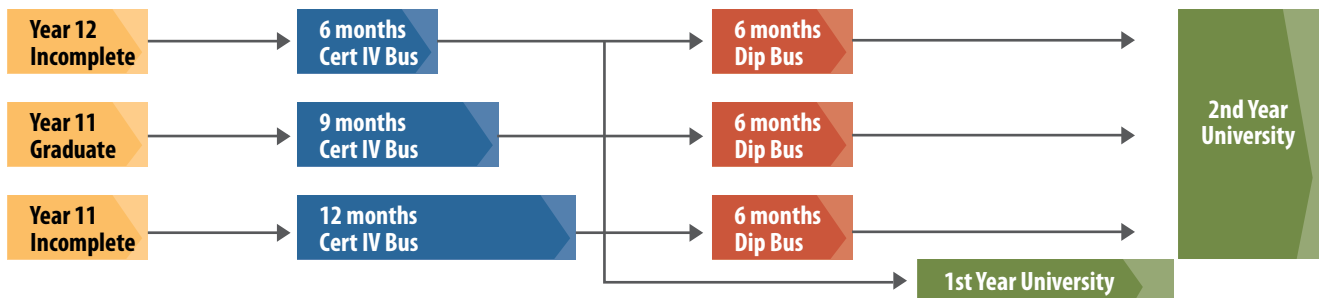 Year 12
Incomplete
6 months
Cert IV Bus
6 months
Dip Bus
Year 11
Graduate
9 months
Cert IV Bus
6 months
Dip Bus
2nd Year
University
Year 11
Incomplete
12 months
Cert IV Bus
6 months
Dip Bus
1st Year University